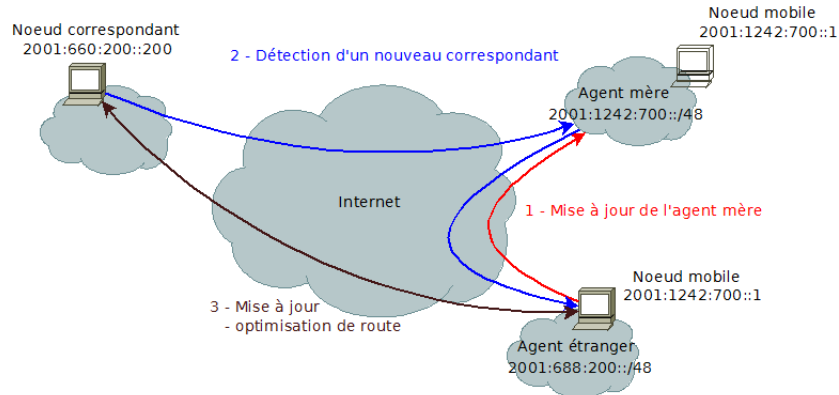 Noeud correspondant
2001:660:200::200
2 - Détection d'un nouveau correspondant
Noeud mobile
2001:1242:700::1
Agent mère
2001:1242:700::/48
Internet
1 - Mise à jour de l'agent mère
Noeud mobile
2001:1242:700::1
3 - Mise à jour
- optimisation de route
Agent étranger
2001:688:200::/48